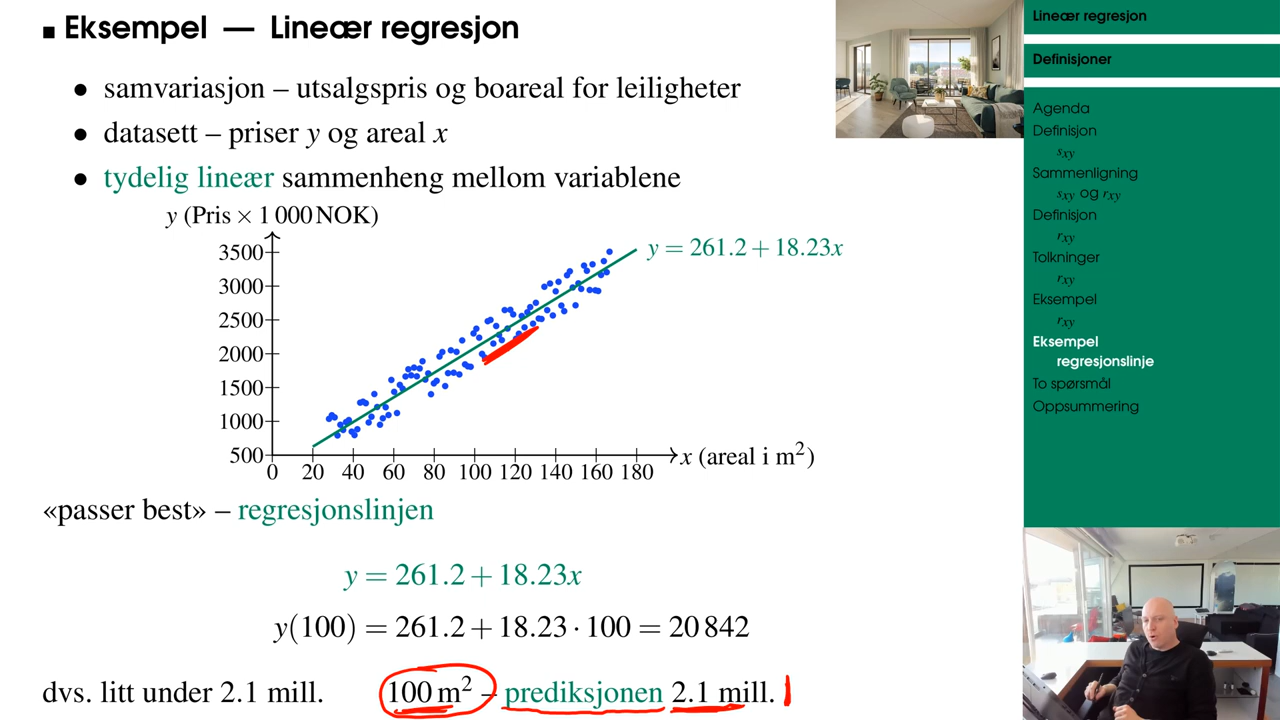 Eksempel — Lineær regresjon
• samvariasjon – utsalgspris og boareal for leiligheter
• datasett – priser y og areal x
• tydelig lineær sammenheng mellom variablene
y (Pris × 1 000 NOK)
3500
3000
2500
2000
1500
1000
500
0 20 40 60 80 100 120 140 160 180
x (areal i m²)
y = 261.2 + 18.23x
«passer best» – regresjonslinjen
y = 261.2 + 18.23x
y(100) = 261.2 + 18.23 · 100 = 20 842
dvs. litt under 2.1 mill. 100 m² – prediksjonen 2.1 mill.
Lineær regresjon
Definisjoner
Agenda
Definisjon
sxy
Sammenligning
sxy og rxy
Definisjon
rxy
Tolkninger
rxy
Eksempel
rxy
Eksempel
regresjonslinje
To spørsmål
Oppsummering